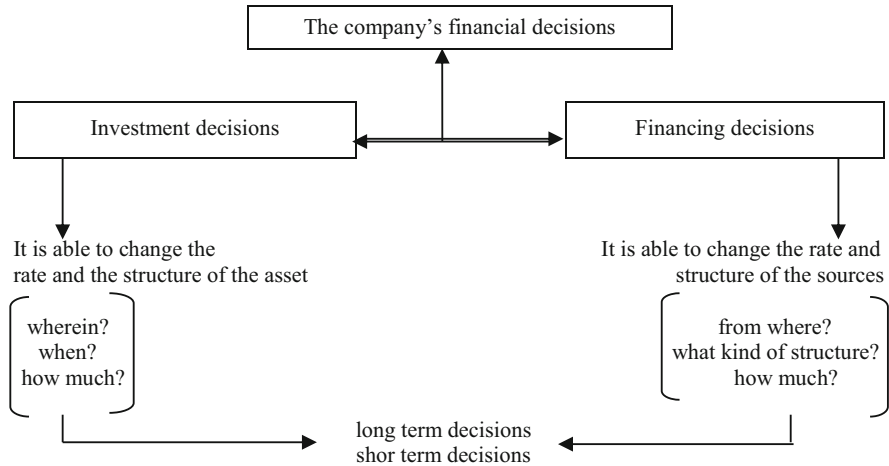 The company's financial decisions
Investment decisions
Financing decisions
It is able to change the
rate and the structure of the asset
It is able to change the rate and
structure of the sources
wherein?
when?
how much?
from where?
what kind of structure?
how much?
long term decisions
shor term decisions